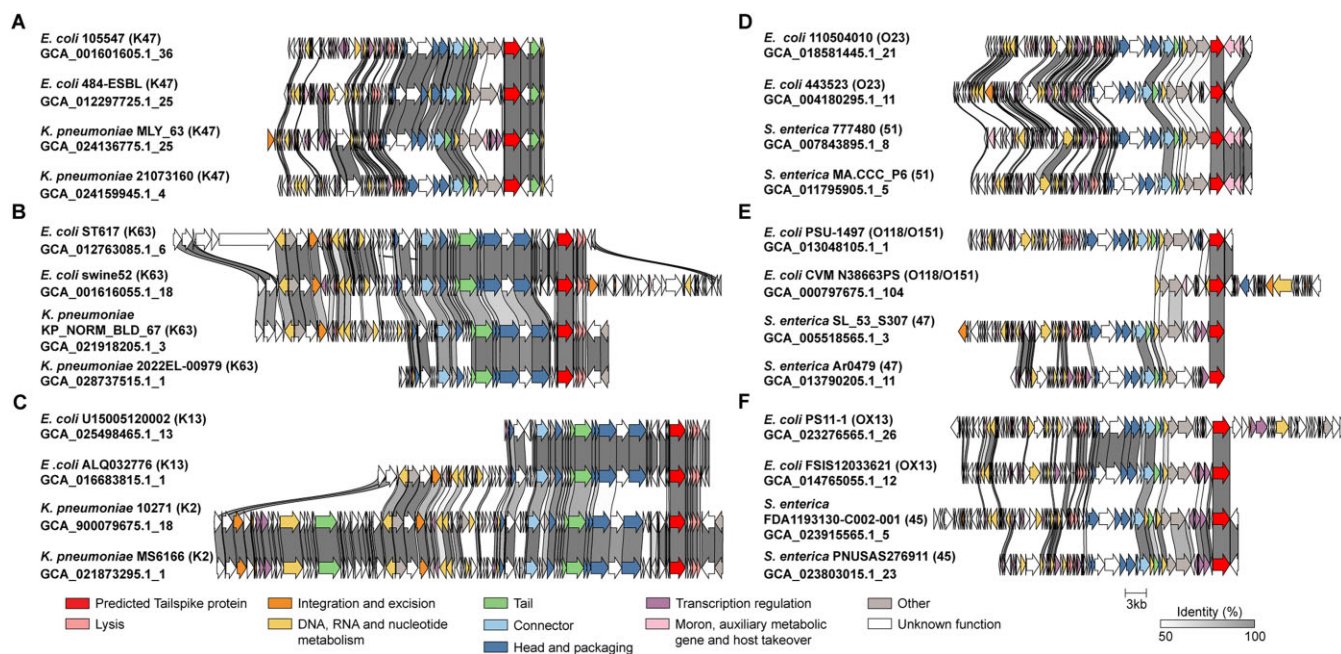 A
E. coli 105547 (K47)
GCA_001601605.1_36
E. coli 484-ESBL (K47)
GCA_012297725.1_25
K. pneumoniae MLY_63 (K47)
GCA_024136775.1_25
K. pneumoniae 21073160 (K47)
GCA_024159945.1_4
B
E. coli ST617 (K63)
GCA_012763085.1_6
E. coli swine52 (K63)
GCA_001616055.1_18
K. pneumoniae
KP_NORM_BLD_67 (K63)
GCA_021918205.1_3
K. pneumoniae 2022EL-00979 (K63)
GCA_028737515.1_1
C
E. coli U15005120002 (K13)
GCA_025498465.1_13
E .coli ALQ032776 (K13)
GCA_016683815.1_1
K. pneumoniae 10271 (K2)
GCA_900079675.1_18
K. pneumoniae MS6166 (K2)
GCA_021873295.1_1
D
E. coli 110504010 (O23)
GCA_018581445.1_21
E. coli 443523 (O23)
GCA_004180295.1_11
S. enterica 777480 (51)
GCA_007843895.1_8
S. enterica MA.CCC_P6 (51)
GCA_011795905.1_5
E
E. coli PSU-1497 (O118/O151)
GCA_013048105.1_1
E. coli CVM N38663PS (O118/O151)
GCA_000797675.1_104
S. enterica SL_53_S307 (47)
GCA_005518565.1_3
S. enterica Ar0479 (47)
GCA_013790205.1_11
F
E. coli PS11-1 (OX13)
GCA_023276565.1_26
E. coli FSIS12033621 (OX13)
GCA_014765055.1_12
S. enterica
FDA1193130-C002-001 (45)
GCA_023915565.1_5
S. enterica PNUSAS276911 (45)
GCA_023803015.1_23
Predicted Tailspike protein
Lysis
Integration and excision
DNA, RNA and nucleotide
metabolism
Tail
Connector
Head and packaging
Transcription regulation
Moron, auxiliary metabolic
gene and host takeover
Other
Unknown function
3kb
Identity (%)
50 100